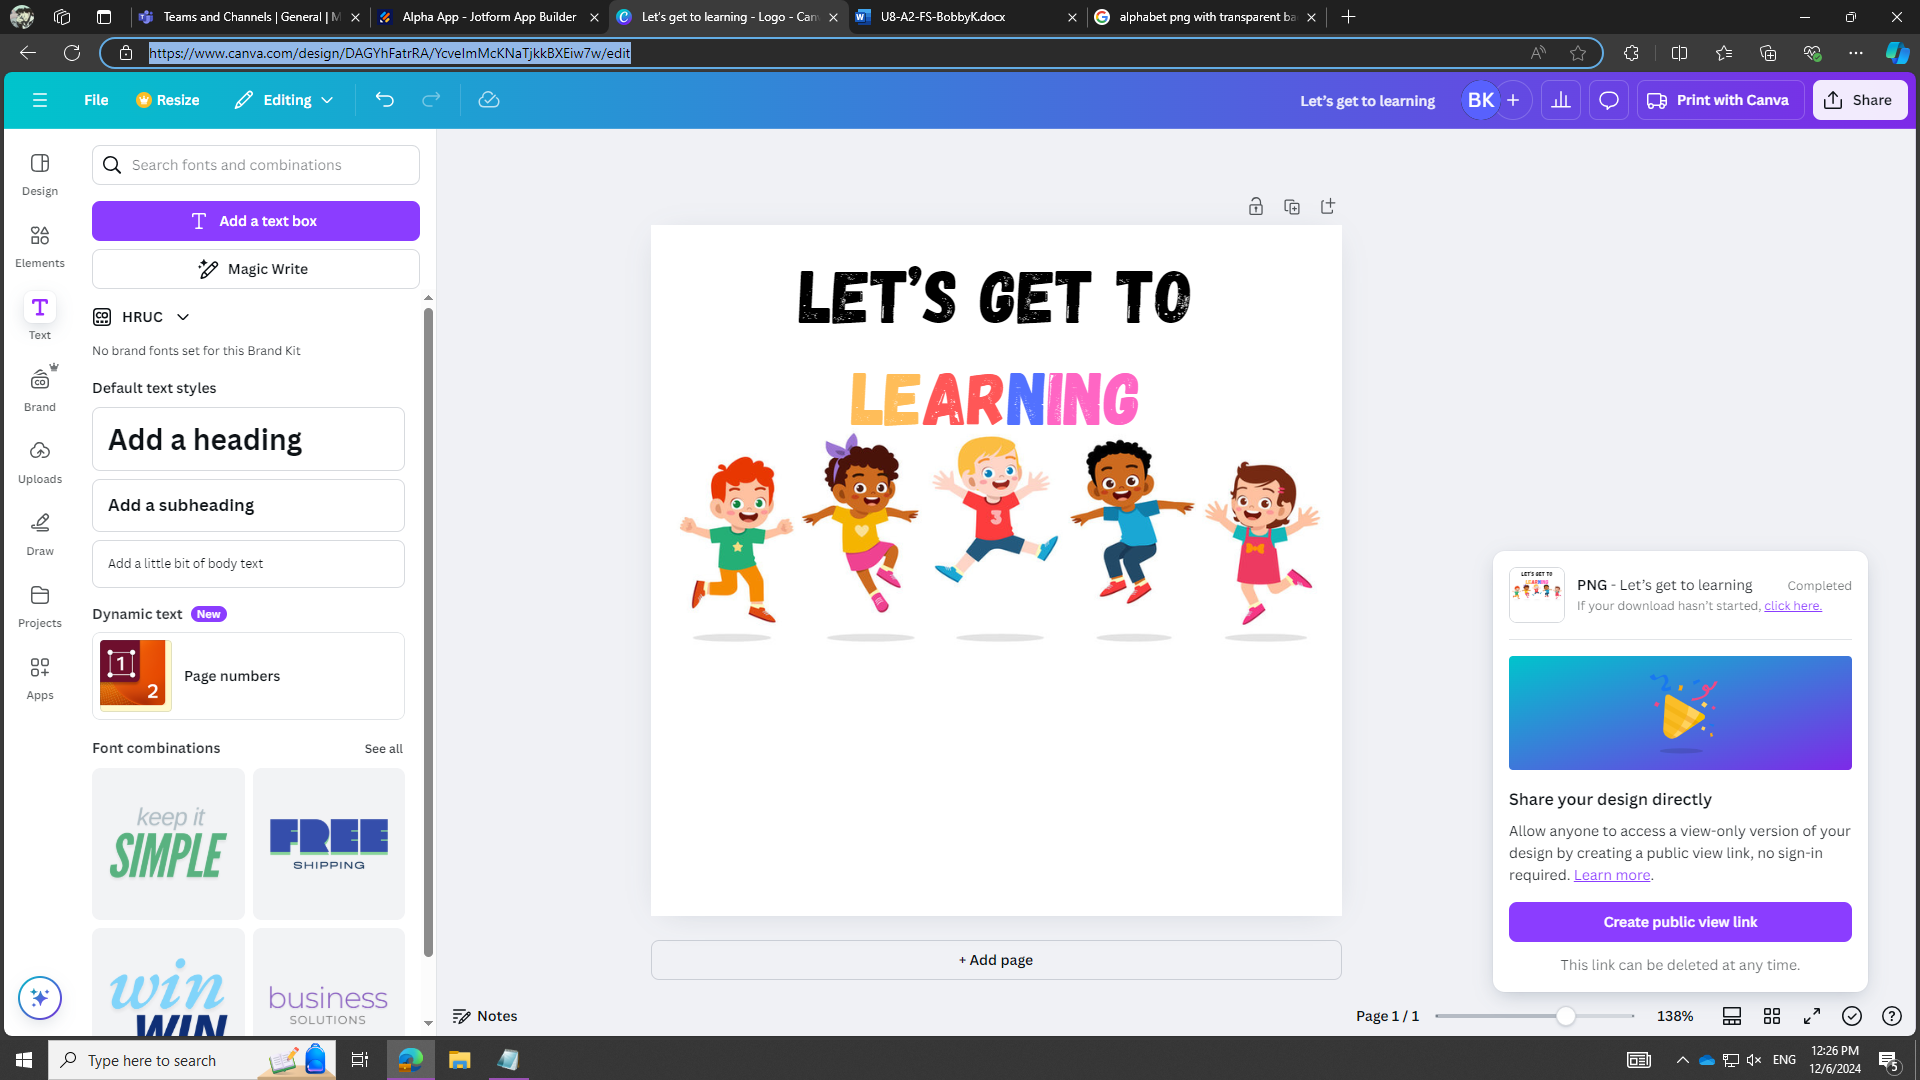 Teams and Channels | General | M
Alpha App - Jotform App Builder
Let's get to learning - Logo - Can
U8-A2-FS-BobbyK.docx
alphabet png with transparent ba
https://www.canva.com/design/DAGYhFatrRA/YcveImMcKNaTjkkBXEiw7w/edit
File
Resize
Editing
Let's get to learning
BK
Print with Canva
Share
Design
Elements
Text
Brand
Uploads
Draw
Projects
Apps
Search fonts and combinations
Add a text box
Magic Write
HRUC
No brand fonts set for this Brand Kit
Default text styles
Add a heading
Add a subheading
Add a little bit of body text
Dynamic text New
1
2
Page numbers
Font combinations
See all
keep it
SIMPLE
FREE
SHIPPING
win
WIN
business
SOLUTIONS
LET'S GET TO
LEARNING
3
+ Add page
LET'S GET TO
LEARNING
PNG - Let's get to learning
Completed
If your download hasn't started, click here.
Share your design directly
Allow anyone to access a view-only version of your
design by creating a public view link, no sign-in
required. Learn more.
Create public view link
This link can be deleted at any time.
Notes
Page 1 / 1
138%
Type here to search
ENG
12:26 PM
12/6/2024
5